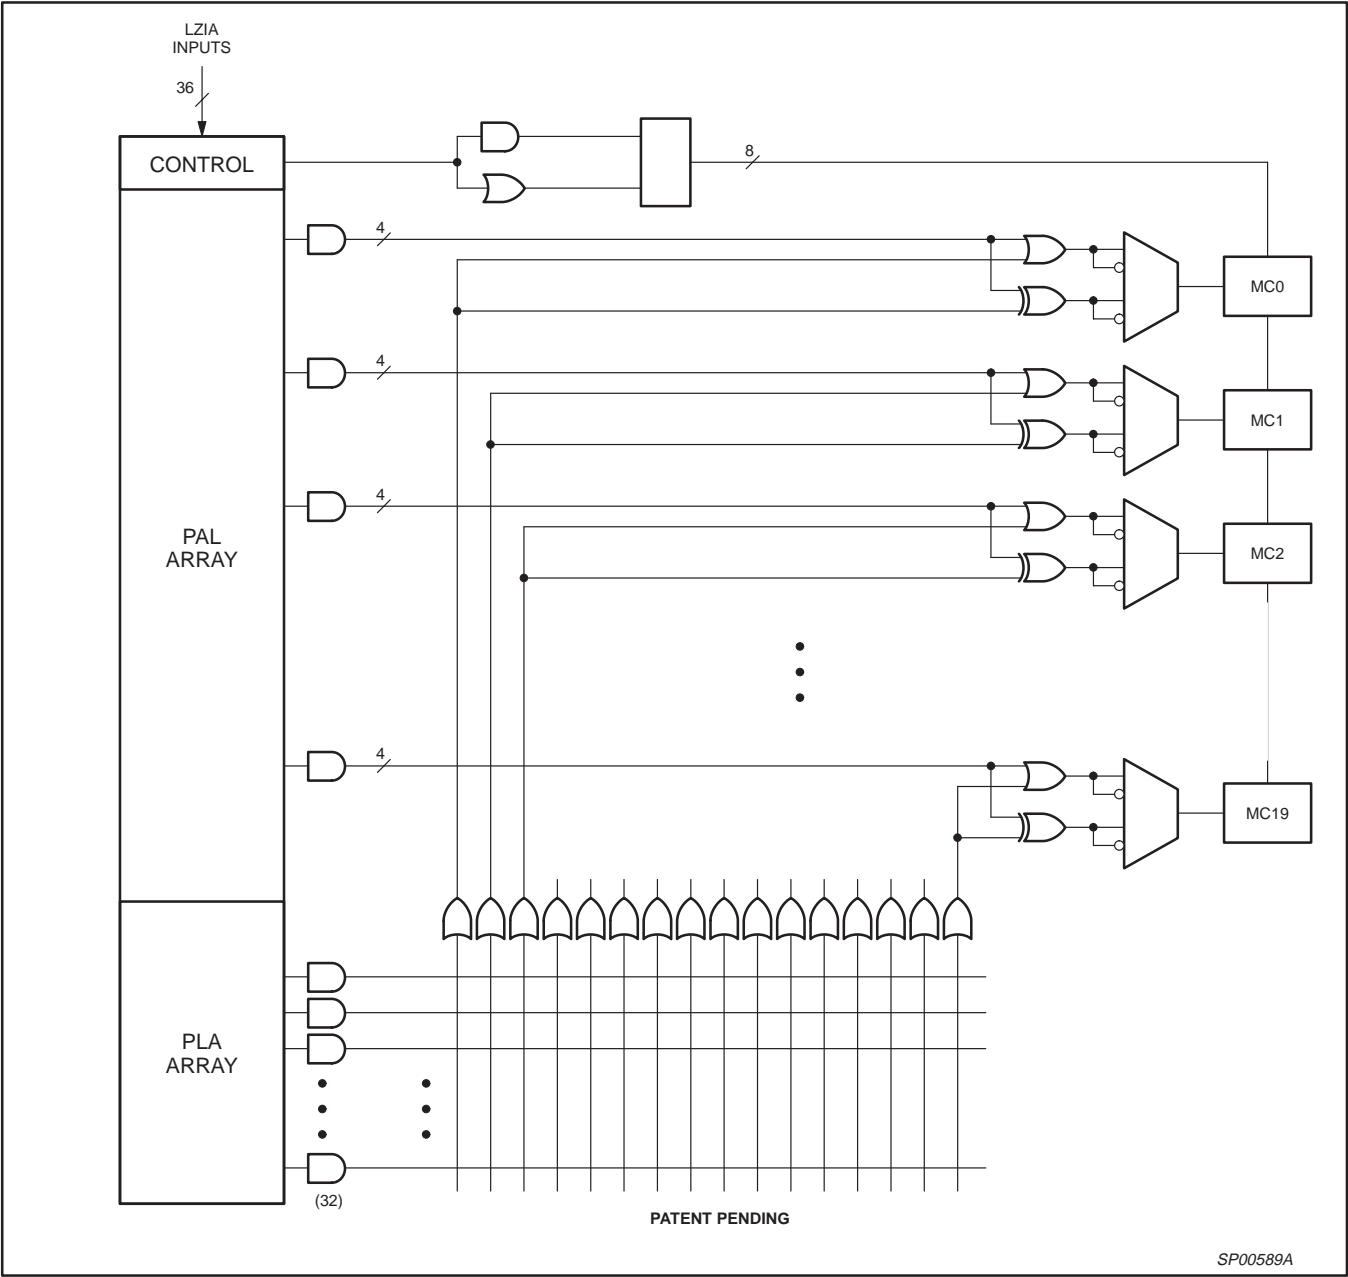 LZIA
INPUTS
36
CONTROL
8
4
MC0
4
MC1
4
PAL
ARRAY
MC2
4
MC19
PLA
ARRAY
(32)
PATENT PENDING
SP00589A